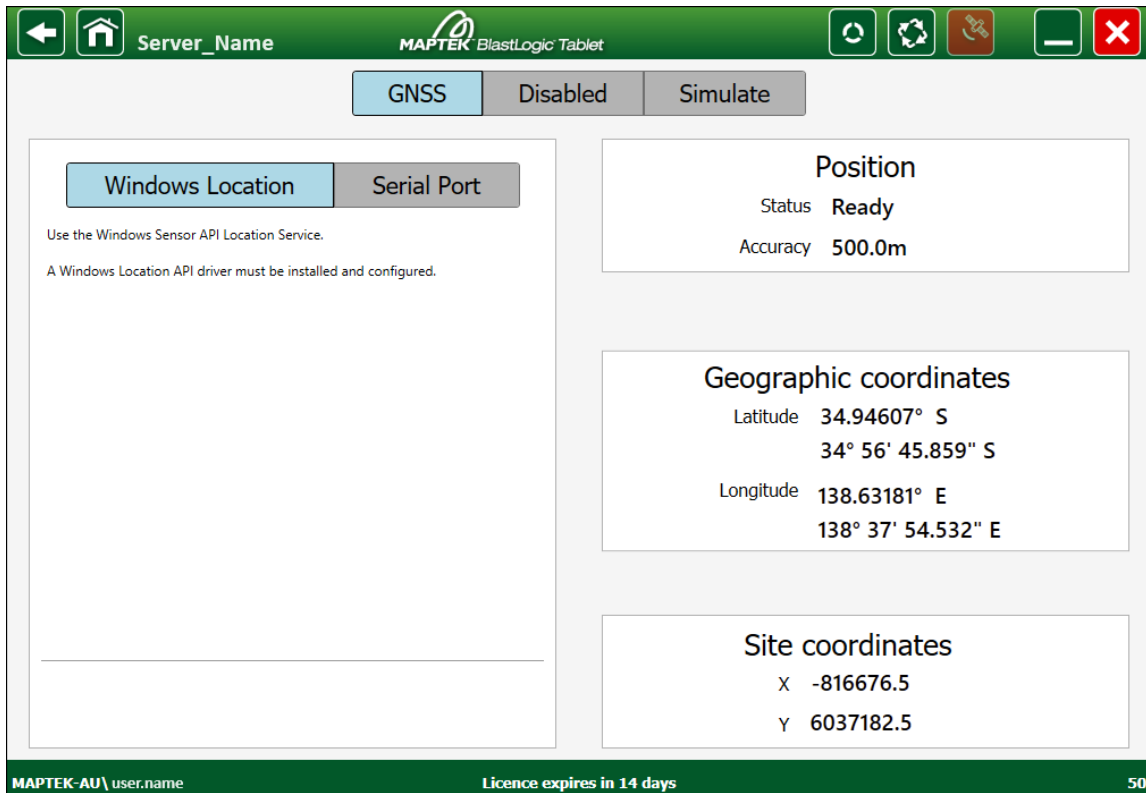 Server_Name
MAPTEK BlastLogic Tablet
GNSS Disabled Simulate
Windows Location Serial Port
Use the Windows Sensor API Location Service.
A Windows Location API driver must be installed and configured.
Position
Status Ready
Accuracy 500.0m
Geographic coordinates
Latitude 34.94607° S
34° 56' 45.859" S
Longitude 138.63181° E
138° 37' 54.532" E
Site coordinates
X -816676.5
Y 6037182.5
MAPTEK-AU\ user.name Licence expires in 14 days 50